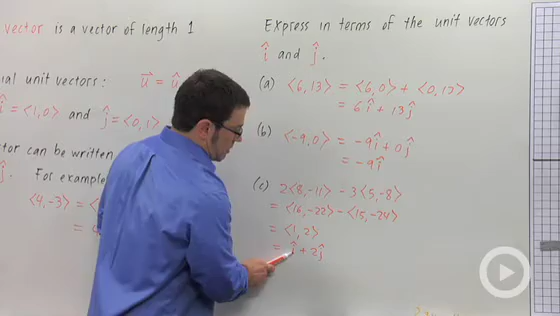 vector is a vector of length 1
ial unit vectors: u⃗ = û
î = <1,0> and ĵ = <0,1>
ctor can be written
ĵ. For example
<4,-3> = <
= 4
Express in terms of the unit vectors
î and ĵ.
(a) <6,13> = <6,0> + <0,13>
= 6î + 13ĵ
(b) <-9,0> = -9î + 0ĵ
= -9î
(c) 2<8,-11> - 3<5,-8>
= <16,-22> - <15,-24>
= <1,2>
= î + 2ĵ